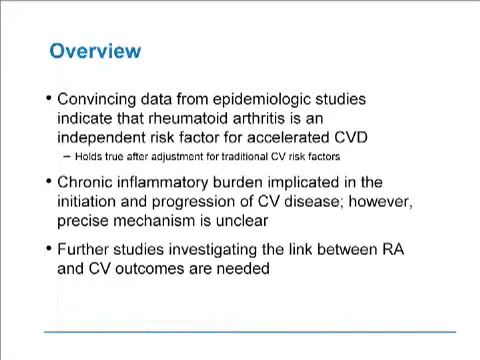 Overview
• Convincing data from epidemiologic studies
indicate that rheumatoid arthritis is an
independent risk factor for accelerated CVD
– Holds true after adjustment for traditional CV risk factors
• Chronic inflammatory burden implicated in the
initiation and progression of CV disease; however,
precise mechanism is unclear
• Further studies investigating the link between RA
and CV outcomes are needed